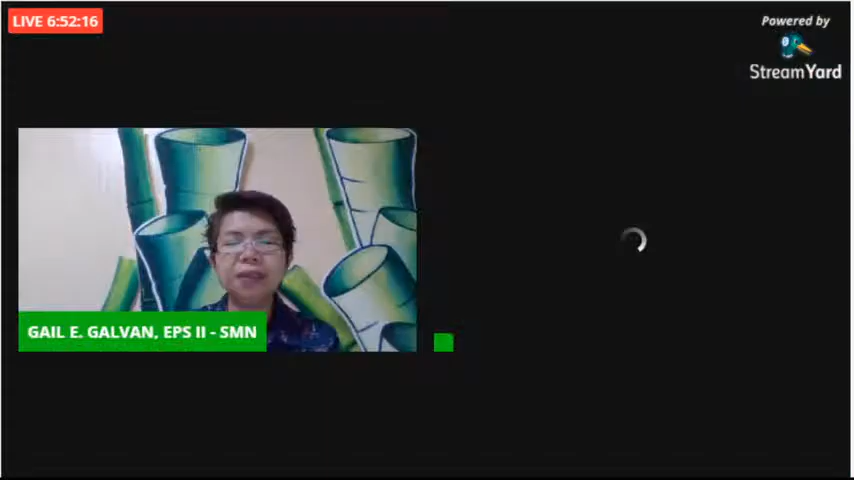 LIVE 6:52:16
Powered by
StreamYard
GAIL E. GALVAN, EPS II - SMN